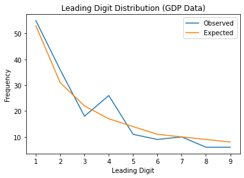 Leading Digit Distribution (GDP Data)
Observed
Expected
Frequency
50
40
30
20
10
1 2 3 4 5 6 7 8 9
Leading Digit